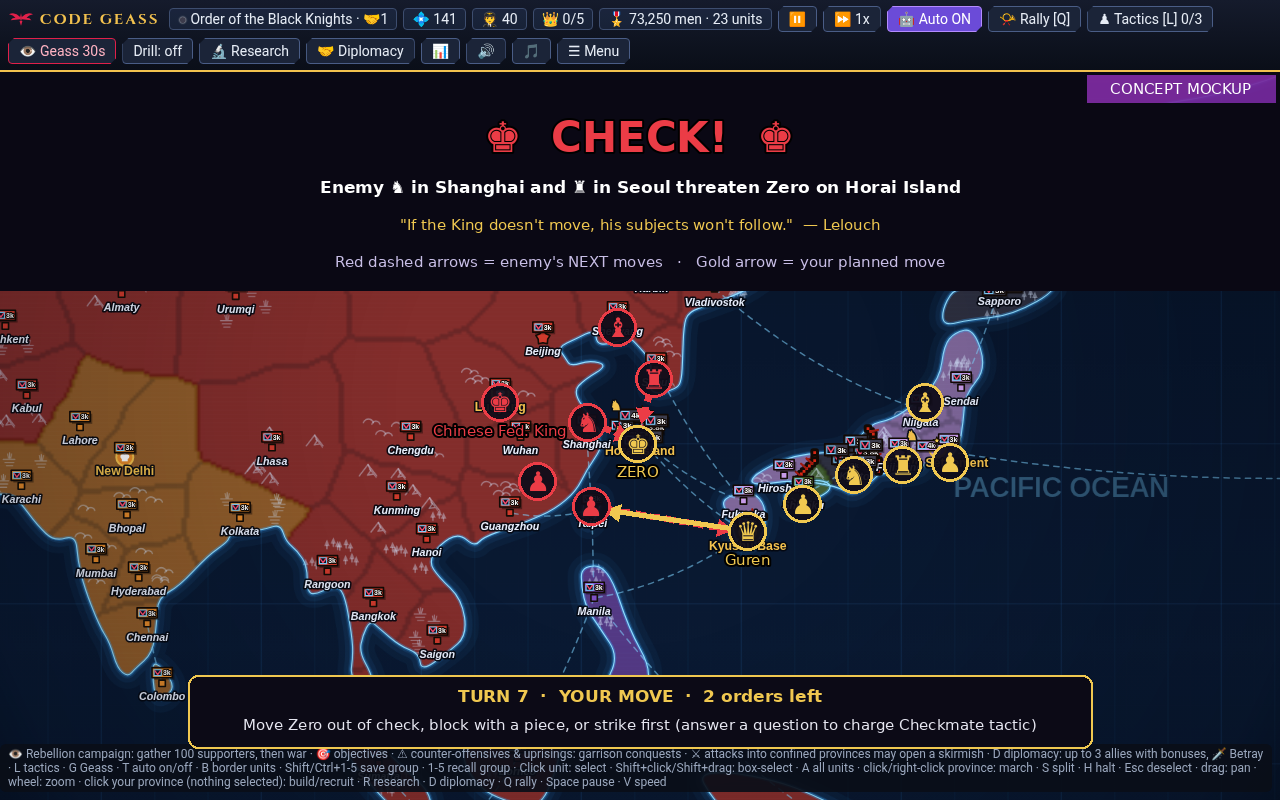 CODE GEASS
Order of the Black Knights · 1
141
40
0/5
73,250 men · 23 units
1x
Auto ON
Rally [Q]
Tactics [L] 0/3
Geass 30s
Drill: off
Research
Diplomacy
Menu
CONCEPT MOCKUP
CHECK!
Enemy ♞ in Shanghai and ♜ in Seoul threaten Zero on Horai Island
"If the King doesn't move, his subjects won't follow." — Lelouch
Red dashed arrows = enemy's NEXT moves · Gold arrow = your planned move
Almaty
Urumqi
Vladivostok
Sapporo
Beijing
Kabul
Lahore
Sendai
Niigata
Chinese Fed. King
Shanghai
Lhasa
Chengdu
Wuhan
New Delhi
ZERO
Karachi
Kunming
PACIFIC OCEAN
Bhopal
Kolkata
Guangzhou
Hanoi
Guren
Mumbai
Hyderabad
Rangoon
Bangkok
Manila
Chennai
Saigon
Colombo
TURN 7 · YOUR MOVE · 2 orders left
Move Zero out of check, block with a piece, or strike first (answer a question to charge Checkmate tactic)
Rebellion campaign: gather 100 supporters, then war · objectives · counter-offensives & uprisings: garrison conquests · attacks into confined provinces may open a skirmish · D diplomacy: up to 3 allies with bonuses, Betray
· L tactics · G Geass · T auto on/off · B border units · Shift/Ctrl+1-5 save group · 1-5 recall group · Click unit: select · Shift+click/Shift+drag: box-select · A all units · click/right-click province: march · S split · H halt · Esc deselect · drag: pan ·
wheel: zoom · click your province (nothing selected): build/recruit · R research · D diplomacy · Q rally · Space pause · V speed